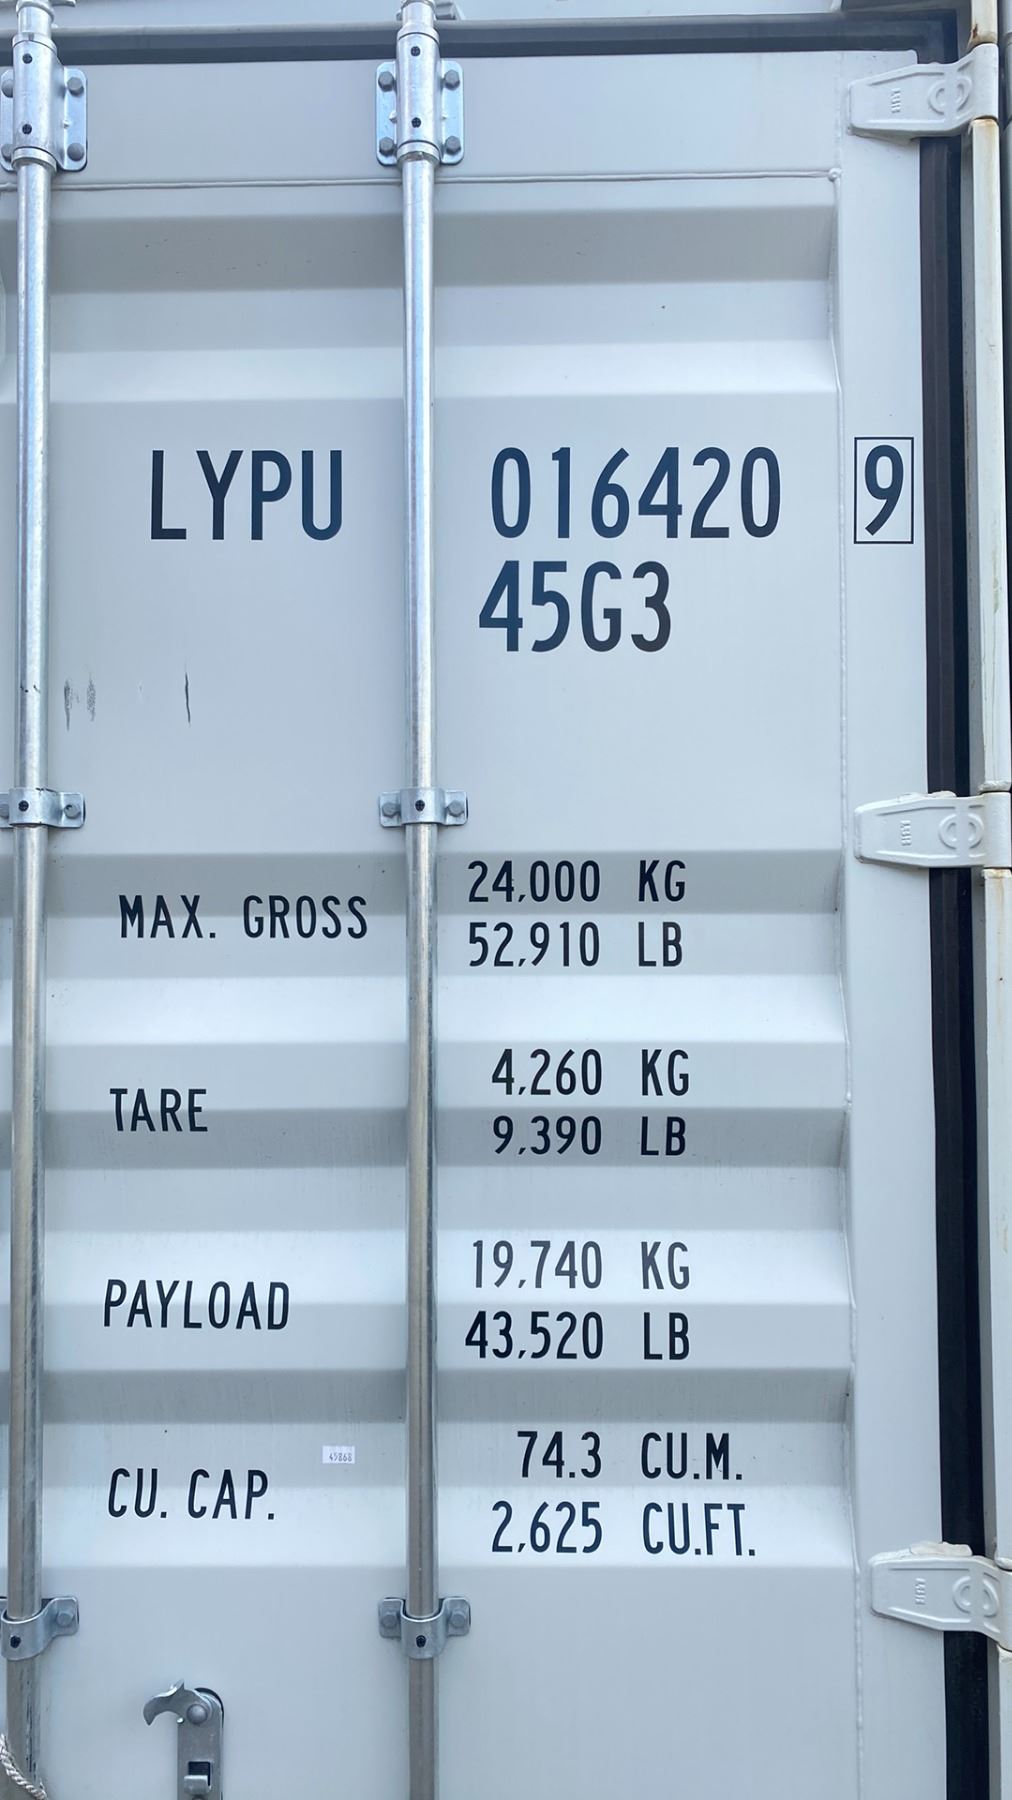 LYPU 016420 9
45G3
MAX. GROSS 24,000 KG
52,910 LB
TARE 4,260 KG
9,390 LB
PAYLOAD 19,740 KG
43,520 LB
45868
CU. CAP. 74.3 CU.M.
2,625 CU.FT.